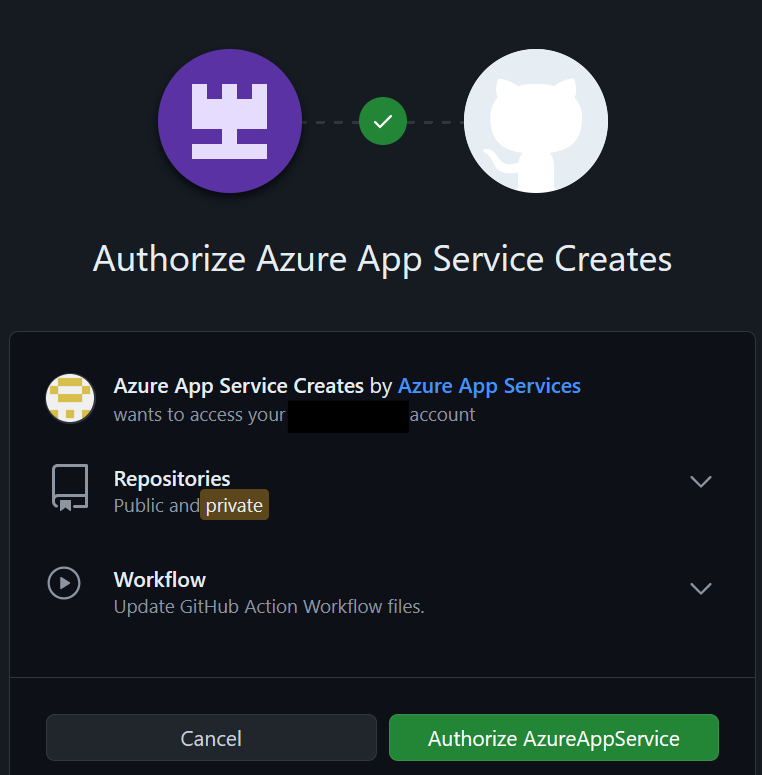 Authorize Azure App Service Creates
Azure App Service Creates by Azure App Services
wants to access your account
Repositories
Public and private
Workflow
Update GitHub Action Workflow files.
Cancel
Authorize AzureAppService